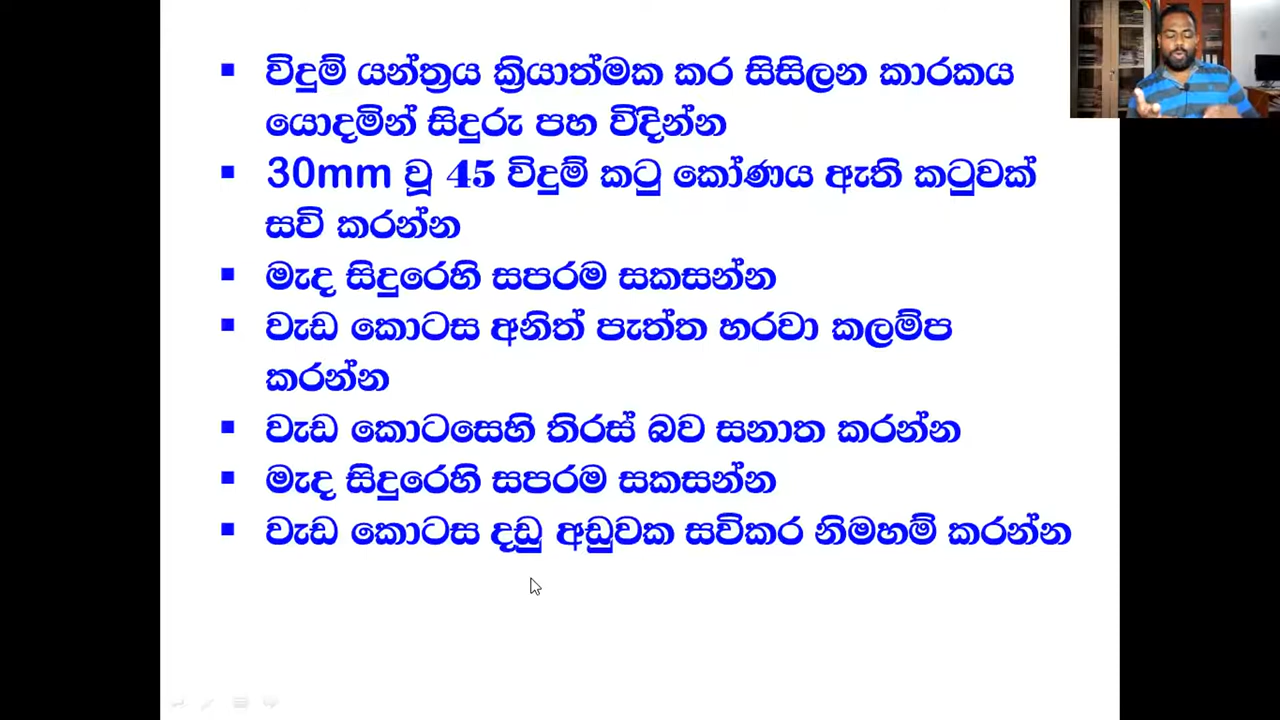 ▪ විදුම් යන්ත්‍රය ක්‍රියාත්මක කර සිසිලන කාරකය
යොදමින් සිදුරු පහ විදින්න
▪ 30mm වූ 45 විදුම් කටු කෝණය ඇති කටුවක්
සවි කරන්න
▪ මැද සිදුරෙහි සපරම සකසන්න
▪ වැඩ කොටස අනිත් පැත්ත හරවා කලම්ප
කරන්න
▪ වැඩ කොටසෙහි තිරස් බව සනාත කරන්න
▪ මැද සිදුරෙහි සපරම සකසන්න
▪ වැඩ කොටස දඬු අඬුවක සවිකර නිමහම් කරන්න